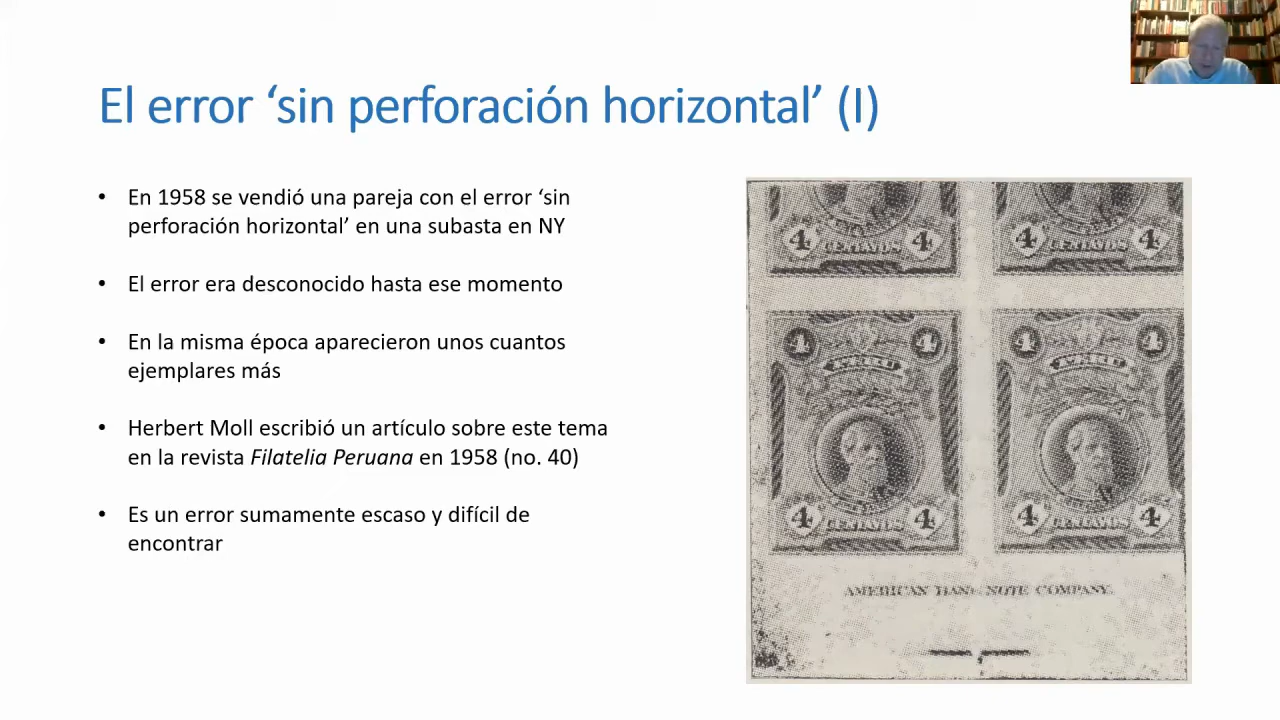 El error ‘sin perforación horizontal’ (I)
• En 1958 se vendió una pareja con el error ‘sin
perforación horizontal’ en una subasta en NY
• El error era desconocido hasta ese momento
• En la misma época aparecieron unos cuantos
ejemplares más
• Herbert Moll escribió un artículo sobre este tema
en la revista Filatelia Peruana en 1958 (no. 40)
• Es un error sumamente escaso y difícil de
encontrar
4 CENTAVOS 4 4 CENTAVOS 4
4 4 4 4
4 CENTAVOS 4 4 CENTAVOS 4
AMERICAN BANK NOTE COMPANY.